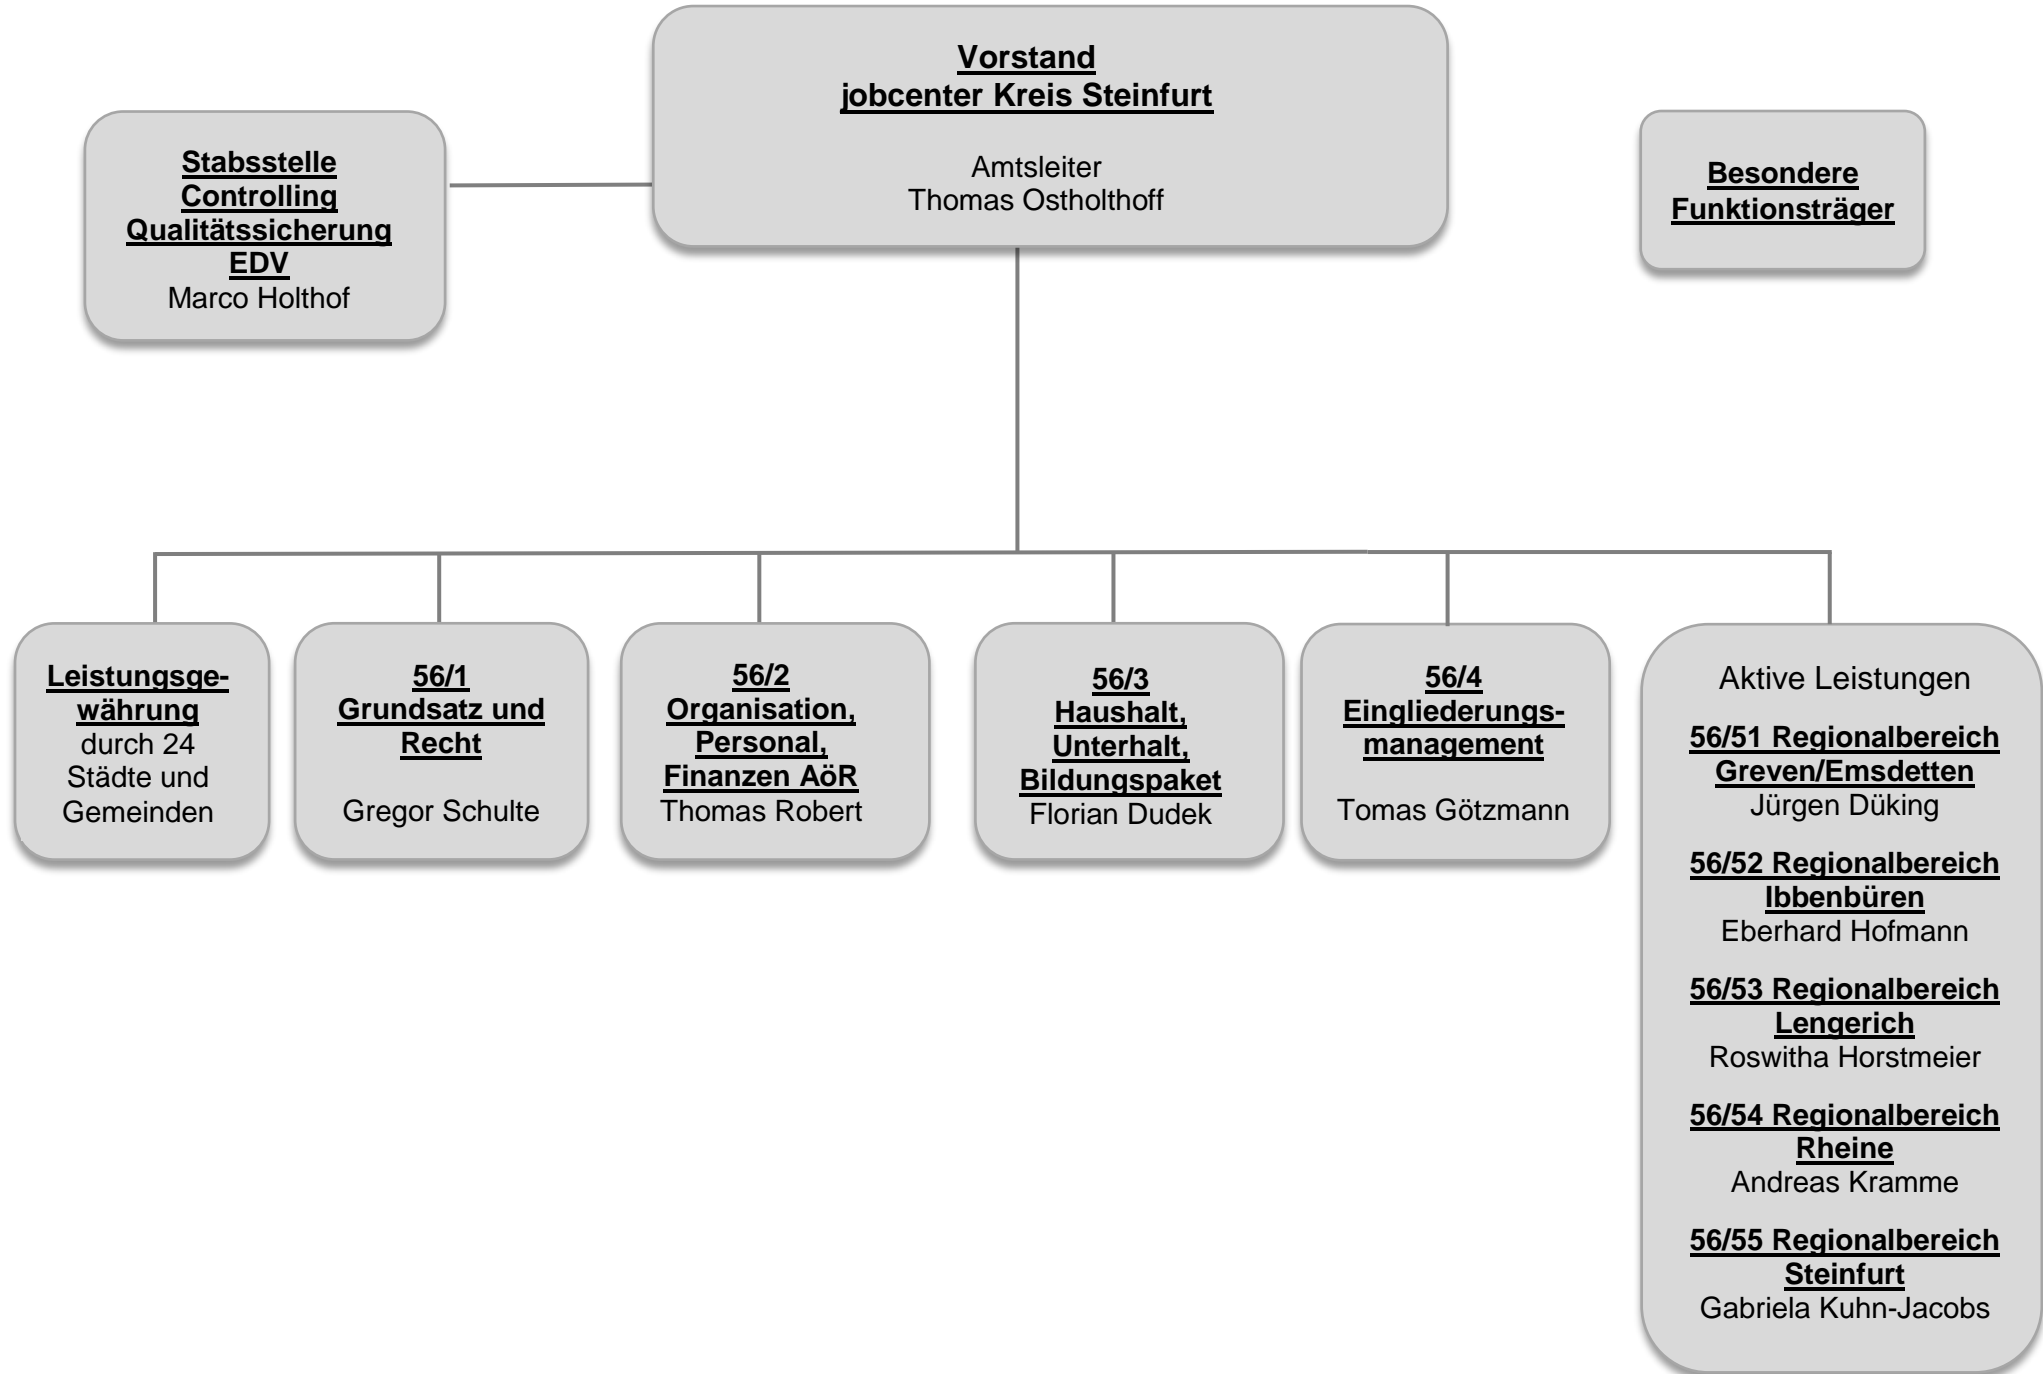 Vorstand
jobcenter Kreis Steinfurt
Amtsleiter
Thomas Ostholthoff
Stabsstelle
Controlling
Qualitätssicherung
EDV
Marco Holthof
Besondere
Funktionsträger
Leistungsge-
währung
durch 24
Städte und
Gemeinden
56/1
Grundsatz und
Recht
Gregor Schulte
56/2
Organisation,
Personal,
Finanzen AöR
Thomas Robert
56/3
Haushalt,
Unterhalt,
Bildungspaket
Florian Dudek
56/4
Eingliederungs-
management
Tomas Götzmann
Aktive Leistungen
56/51 Regionalbereich
Greven/Emsdetten
Jürgen Düking
56/52 Regionalbereich
Ibbenbüren
Eberhard Hofmann
56/53 Regionalbereich
Lengerich
Roswitha Horstmeier
56/54 Regionalbereich
Rheine
Andreas Kramme
56/55 Regionalbereich
Steinfurt
Gabriela Kuhn-Jacobs